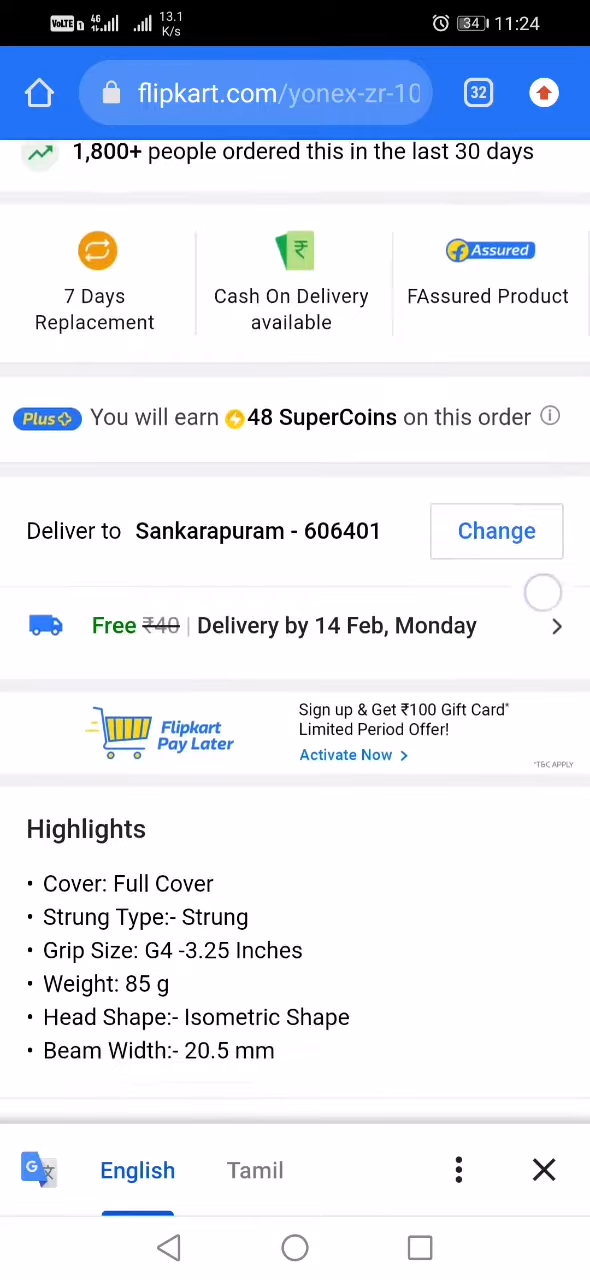 VoLTE 1 4G 13.1 K/s 34 11:24
flipkart.com/yonex-zr-10 32
1,800+ people ordered this in the last 30 days
7 Days Replacement
Cash On Delivery available
f Assured
FAssured Product
Plus You will earn 48 SuperCoins on this order
Deliver to Sankarapuram - 606401 Change
Free ₹40 | Delivery by 14 Feb, Monday
Flipkart
Pay Later
Sign up & Get ₹100 Gift Card*
Limited Period Offer!
Activate Now >
*T&C APPLY
Highlights
• Cover: Full Cover
• Strung Type:- Strung
• Grip Size: G4 -3.25 Inches
• Weight: 85 g
• Head Shape:- Isometric Shape
• Beam Width:- 20.5 mm
G 文 English Tamil